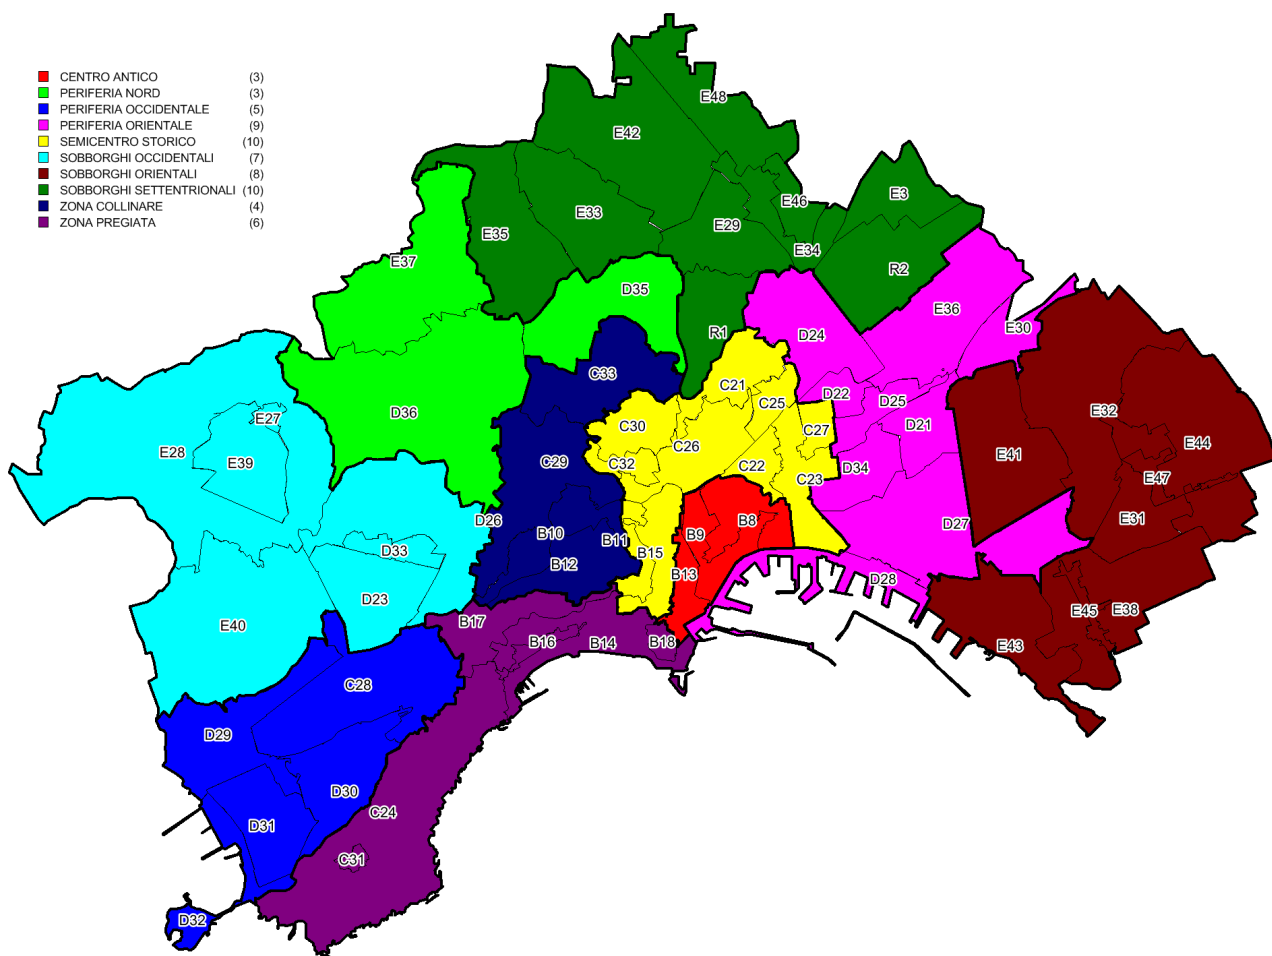 CENTRO ANTICO (3)
PERIFERIA NORD (3)
PERIFERIA OCCIDENTALE (5)
PERIFERIA ORIENTALE (9)
SEMICENTRO STORICO (10)
SOBBORGHI OCCIDENTALI (7)
SOBBORGHI ORIENTALI (8)
SOBBORGHI SETTENTRIONALI (10)
ZONA COLLINARE (4)
ZONA PREGIATA (6)
E48
E42
E3
E46
E33
E29
E35
E34
E37
R2
D35
E36
E30
R1
D24
C33
C21
D22
D25
C25
E32
D36
E27
E28
C30
C27
D21
E44
C26
E41
E39
C29
C32
C22
D34
C23
E47
D26
B8
E31
B10
B9
B11
D27
D33
B15
B12
B13
D28
D23
E45
E38
E40
B17
B16
B14
B18
E43
C28
D29
D30
C24
D31
C31
D32